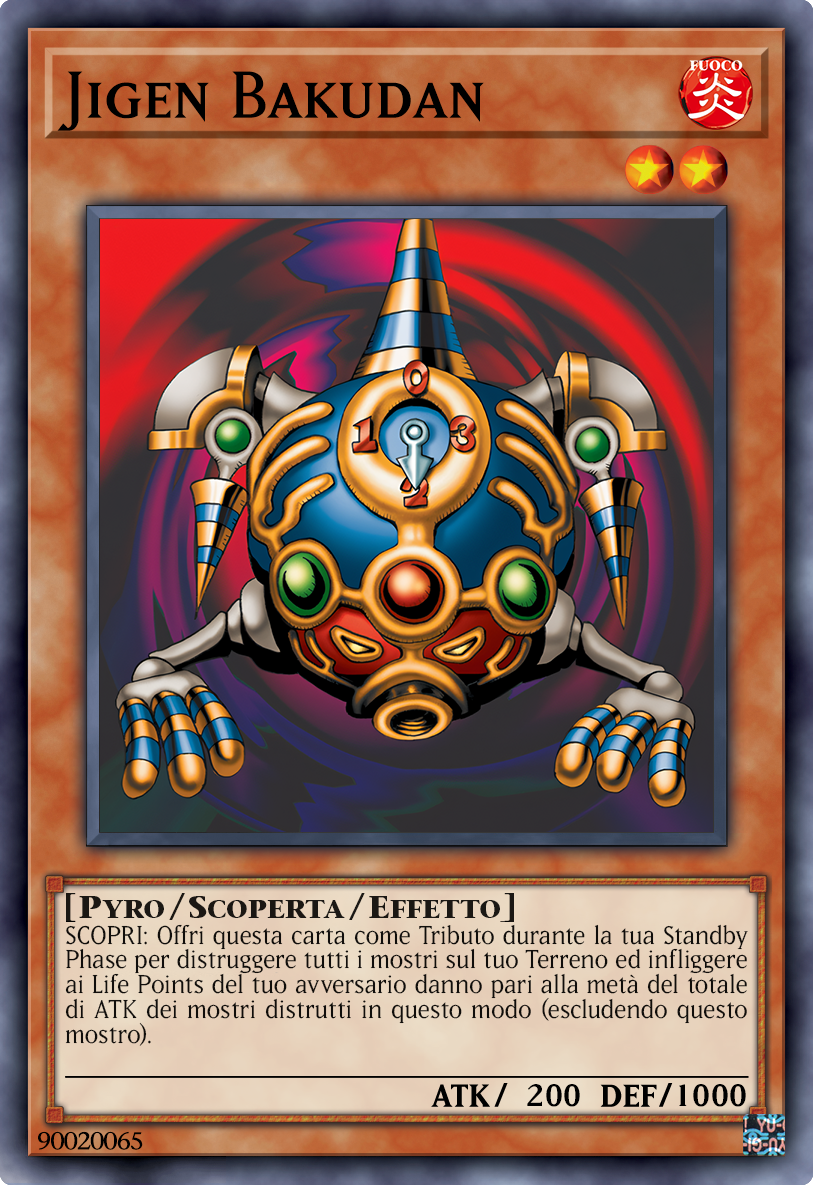 Jigen Bakudan
FUOCO
炎
0
1 3
2
[Pyro/Scoperta/Effetto]
SCOPRI: Offri questa carta come Tributo durante la tua Standby
Phase per distruggere tutti i mostri sul tuo Terreno ed infliggere
ai Life Points del tuo avversario danno pari alla metà del totale
di ATK dei mostri distrutti in questo modo (escludendo questo
mostro).
ATK/ 200 DEF/1000
90020065